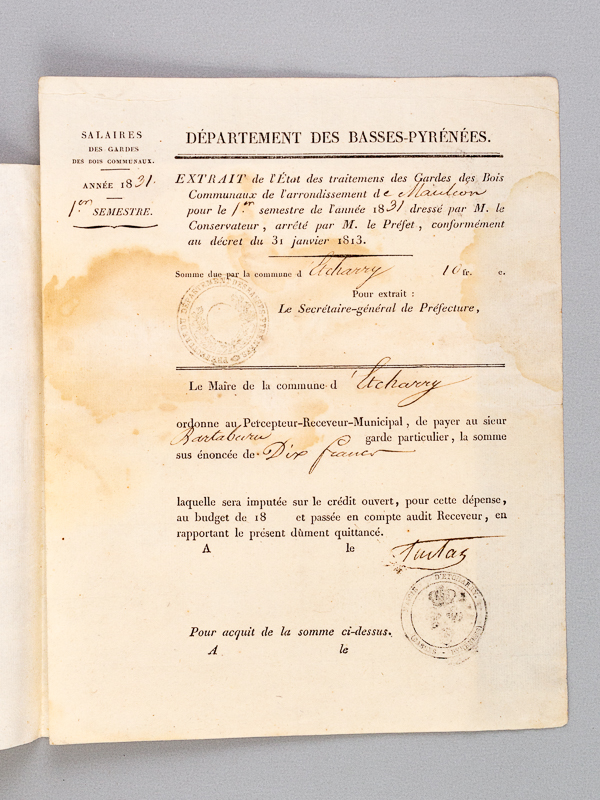 SALAIRES
DES GARDES
DES BOIS COMMUNAUX.
ANNÉE 1831.
1.er SEMESTRE.
DÉPARTEMENT DES BASSES-PYRÉNÉES.
EXTRAIT de l'État des traitemens des Gardes des Bois
Communaux de l'arrondissement de Mauléon
pour le 1.er semestre de l'année 1831 dressé par M. le
Conservateur, arrêté par M. le Préfet, conformément
au décret du 31 janvier 1813.
Somme due par la commune d'Etcharry 10 fr. c.
Pour extrait :
Le Secrétaire-général de Préfecture,
Le Maire de la commune d'Etcharry
ordonne au Percepteur-Receveur-Municipal, de payer au sieur
garde particulier, la somme
sus énoncée de Dix francs
laquelle sera imputée sur le crédit ouvert, pour cette dépense,
au budget de 18 et passée en compte audit Receveur, en
rapportant le présent dûment quittancé.
A le
Pour acquit de la somme ci-dessus.
A le